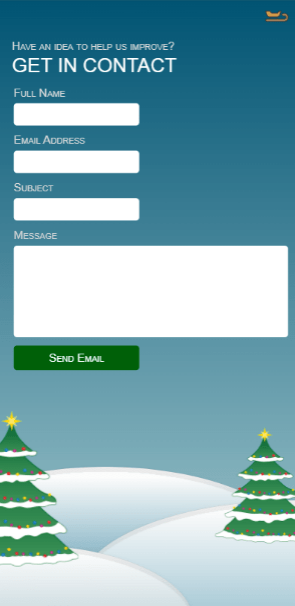 Have an idea to help us improve?
GET IN CONTACT
Full Name
Email Address
Subject
Message
Send Email